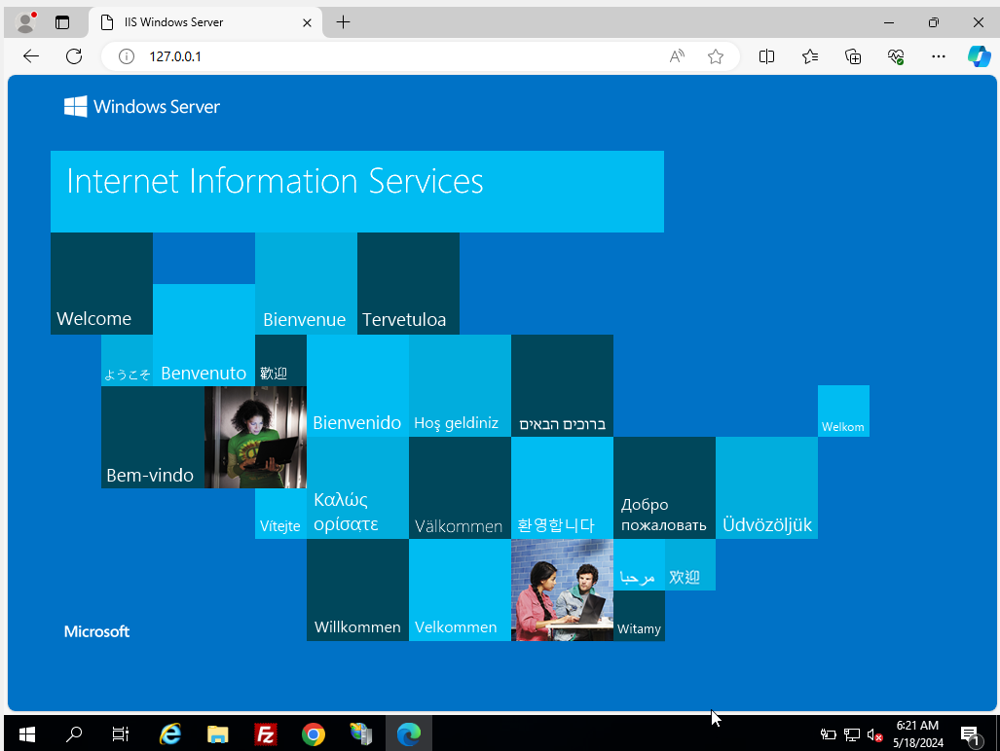 IIS Windows Server
127.0.0.1
Windows Server
Internet Information Services
Welcome
Bienvenue
Tervetuloa
ようこそ
Benvenuto
歡迎
Bienvenido
Hoş geldiniz
ברוכים הבאים
Welkom
Bem-vindo
Vítejte
Καλώς
ορίσατε
Välkommen
환영합니다
Добро
пожаловать
Üdvözöljük
مرحبا
欢迎
Willkommen
Velkommen
Witamy
Microsoft
6:21 AM
5/18/2024
1